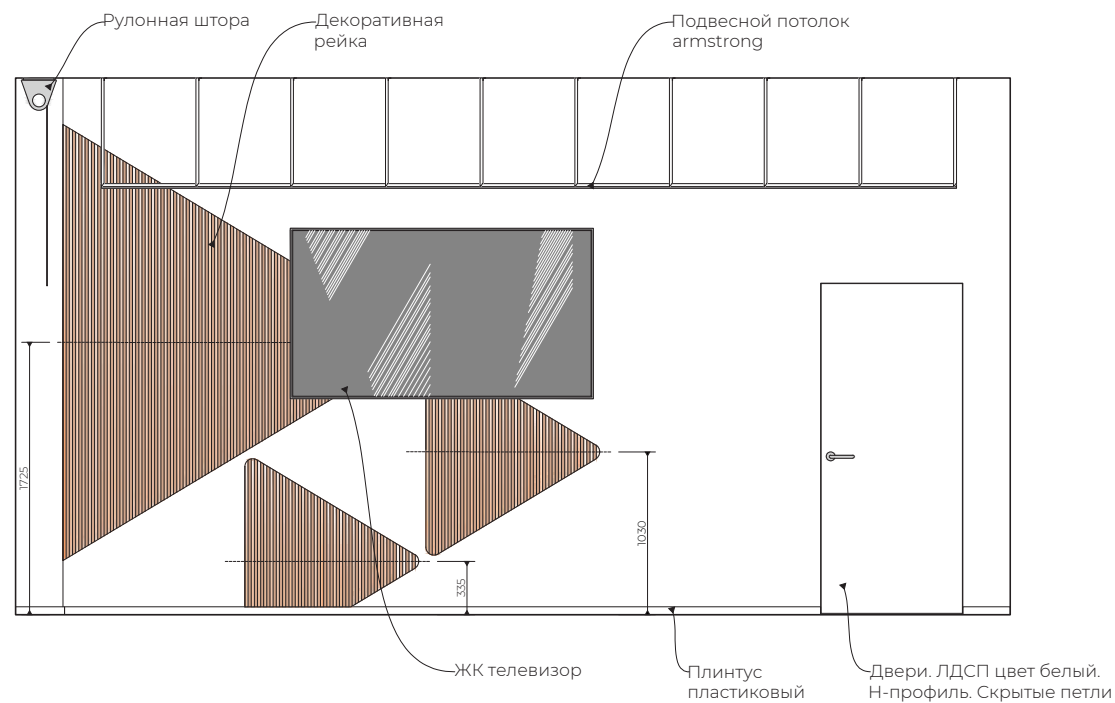 Рулонная штора
Декоративная
рейка
Подвесной потолок
armstrong
1725
1030
335
ЖК телевизор
Плинтус
пластиковый
Двери. ЛДСП цвет белый.
Н-профиль. Скрытые петли